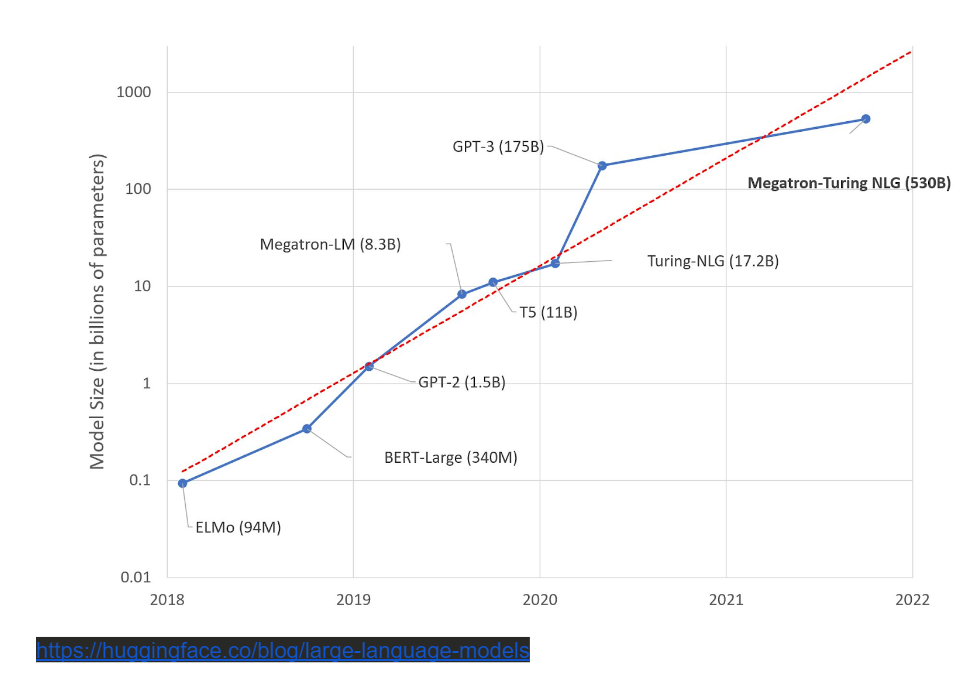 Model Size (in billions of parameters)
1000
100
10
1
0.1
0.01
2018
2019
2020
2021
2022
GPT-3 (175B)
Megatron-Turing NLG (530B)
Megatron-LM (8.3B)
Turing-NLG (17.2B)
T5 (11B)
GPT-2 (1.5B)
BERT-Large (340M)
ELMo (94M)
https://huggingface.co/blog/large-language-models